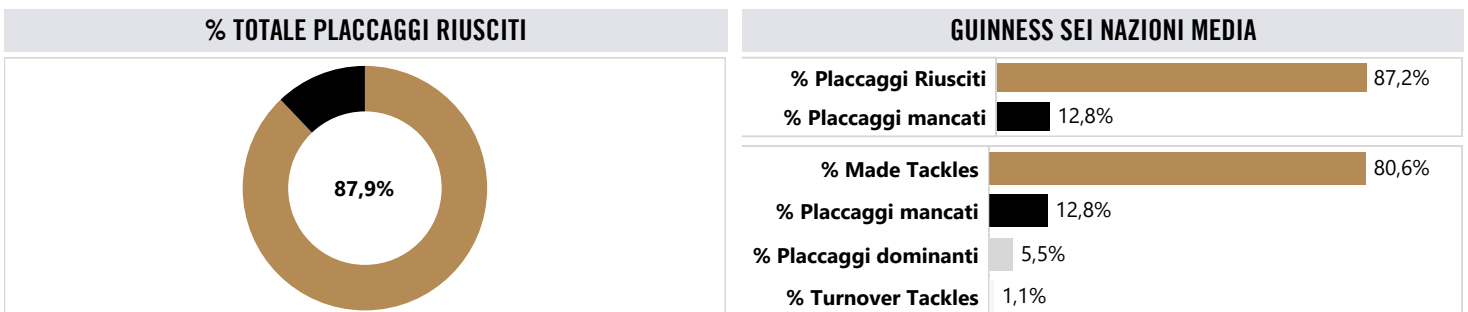 % TOTALE PLACCAGGI RIUSCITI
87,9%
GUINNESS SEI NAZIONI MEDIA
% Placcaggi Riusciti 87,2%
% Placcaggi mancati 12,8%
% Made Tackles 80,6%
% Placcaggi mancati 12,8%
% Placcaggi dominanti 5,5%
% Turnover Tackles 1,1%